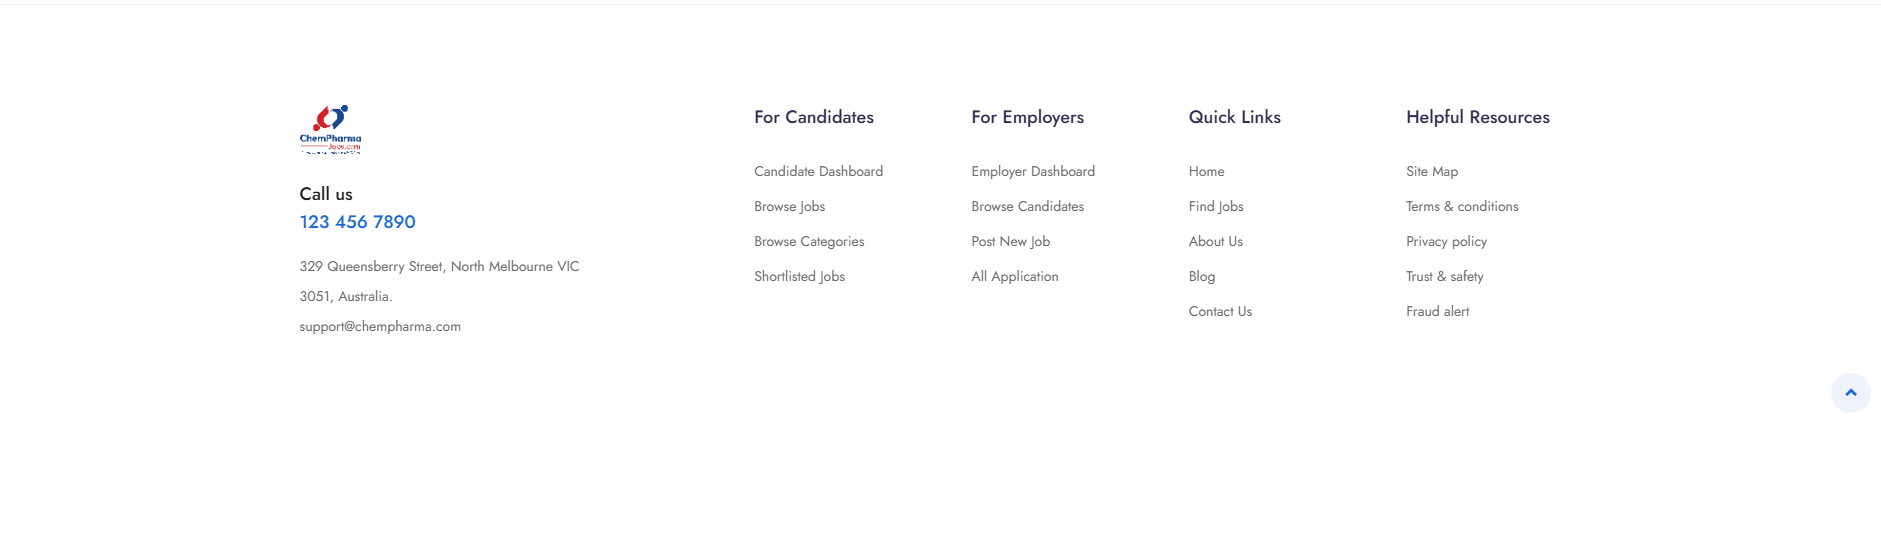 ChemPharma
Jobs.com
Call us
123 456 7890
329 Queensberry Street, North Melbourne VIC
3051, Australia.
support@chempharma.com
For Candidates
Candidate Dashboard
Browse Jobs
Browse Categories
Shortlisted Jobs
For Employers
Employer Dashboard
Browse Candidates
Post New Job
All Application
Quick Links
Home
Find Jobs
About Us
Blog
Contact Us
Helpful Resources
Site Map
Terms & conditions
Privacy policy
Trust & safety
Fraud alert